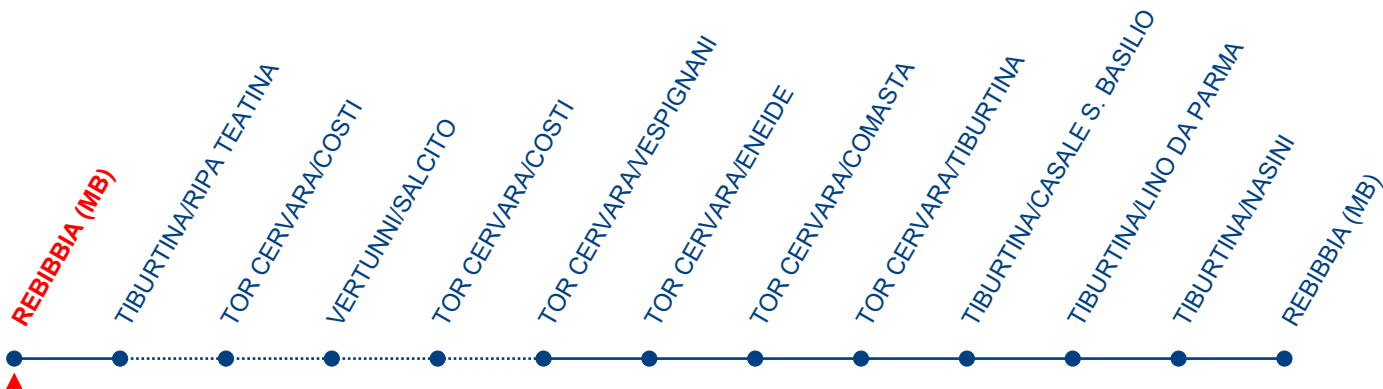 REBIBBIA (MB)
TIBURTINA/RIPA TEATINA
TOR CERVARA/COSTI
VERTUNNI/SALCITO
TOR CERVARA/COSTI
TOR CERVARA/VESPIGNANI
TOR CERVARA/ENEIDE
TOR CERVARA/COMASTA
TOR CERVARA/TIBURTINA
TIBURTINA/CASALE S. BASILIO
TIBURTINA/LINO DA PARMA
TIBURTINA/NASINI
REBIBBIA (MB)